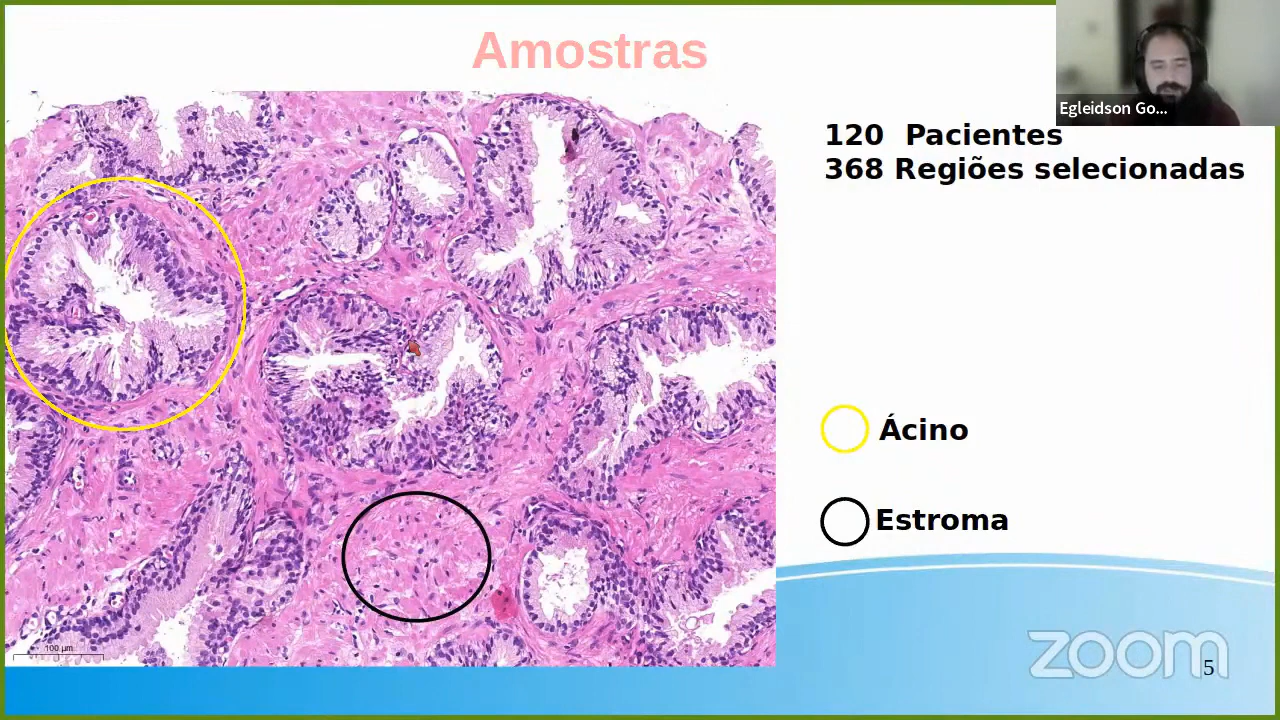 Amostras
Egleidson Go...
120 Pacientes
368 Regiões selecionadas
Ácino
Estroma
100 µm
zoom
5